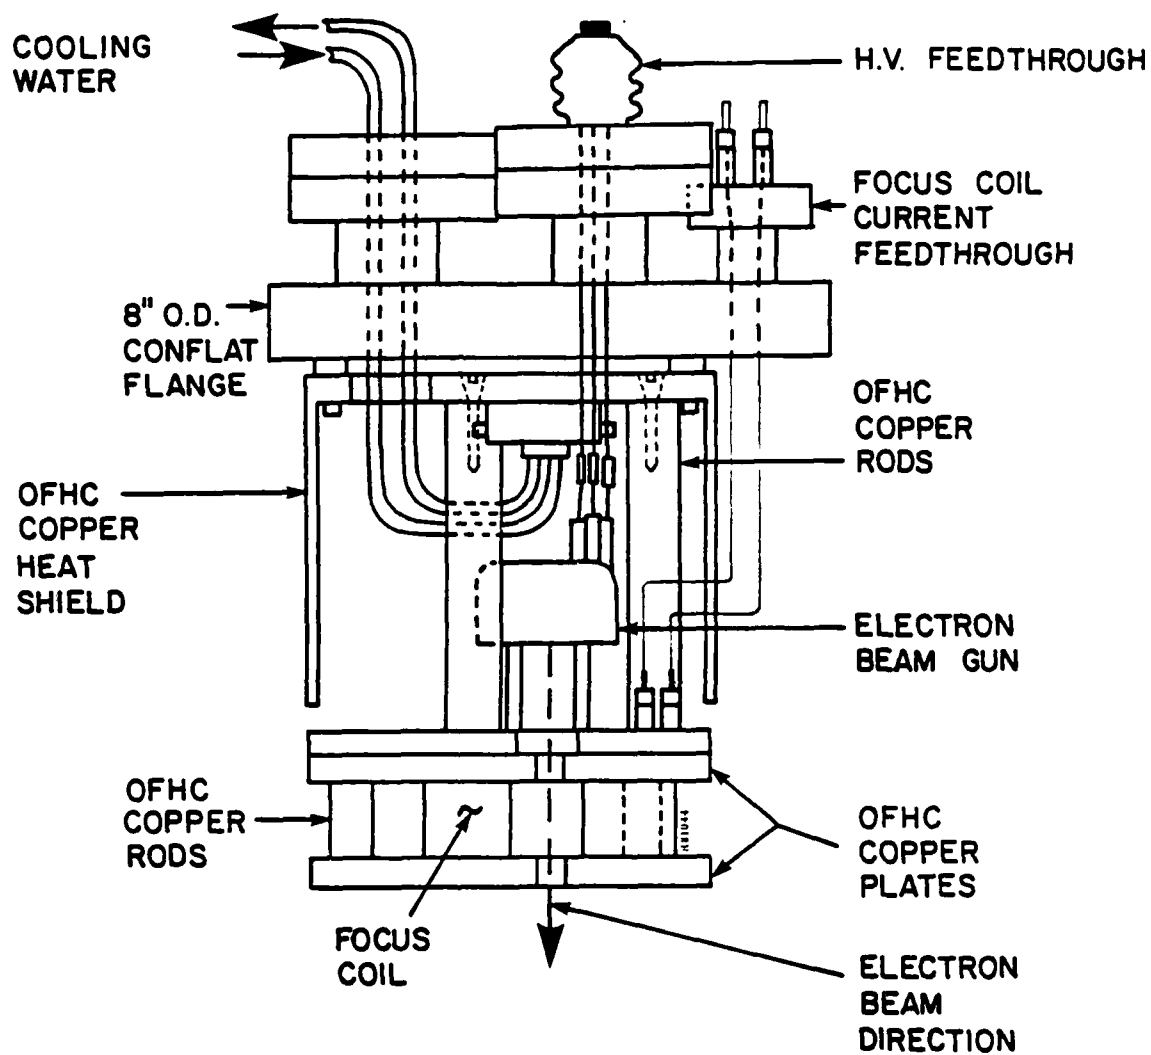 COOLING
WATER
H.V. FEEDTHROUGH
FOCUS COIL
CURRENT
FEEDTHROUGH
8" O.D.
CONFLAT
FLANGE
OFHC
COPPER
RODS
OFHC
COPPER
HEAT
SHIELD
ELECTRON
BEAM GUN
OFHC
COPPER
RODS
OFHC
COPPER
PLATES
FOCUS
COIL
ELECTRON
BEAM
DIRECTION